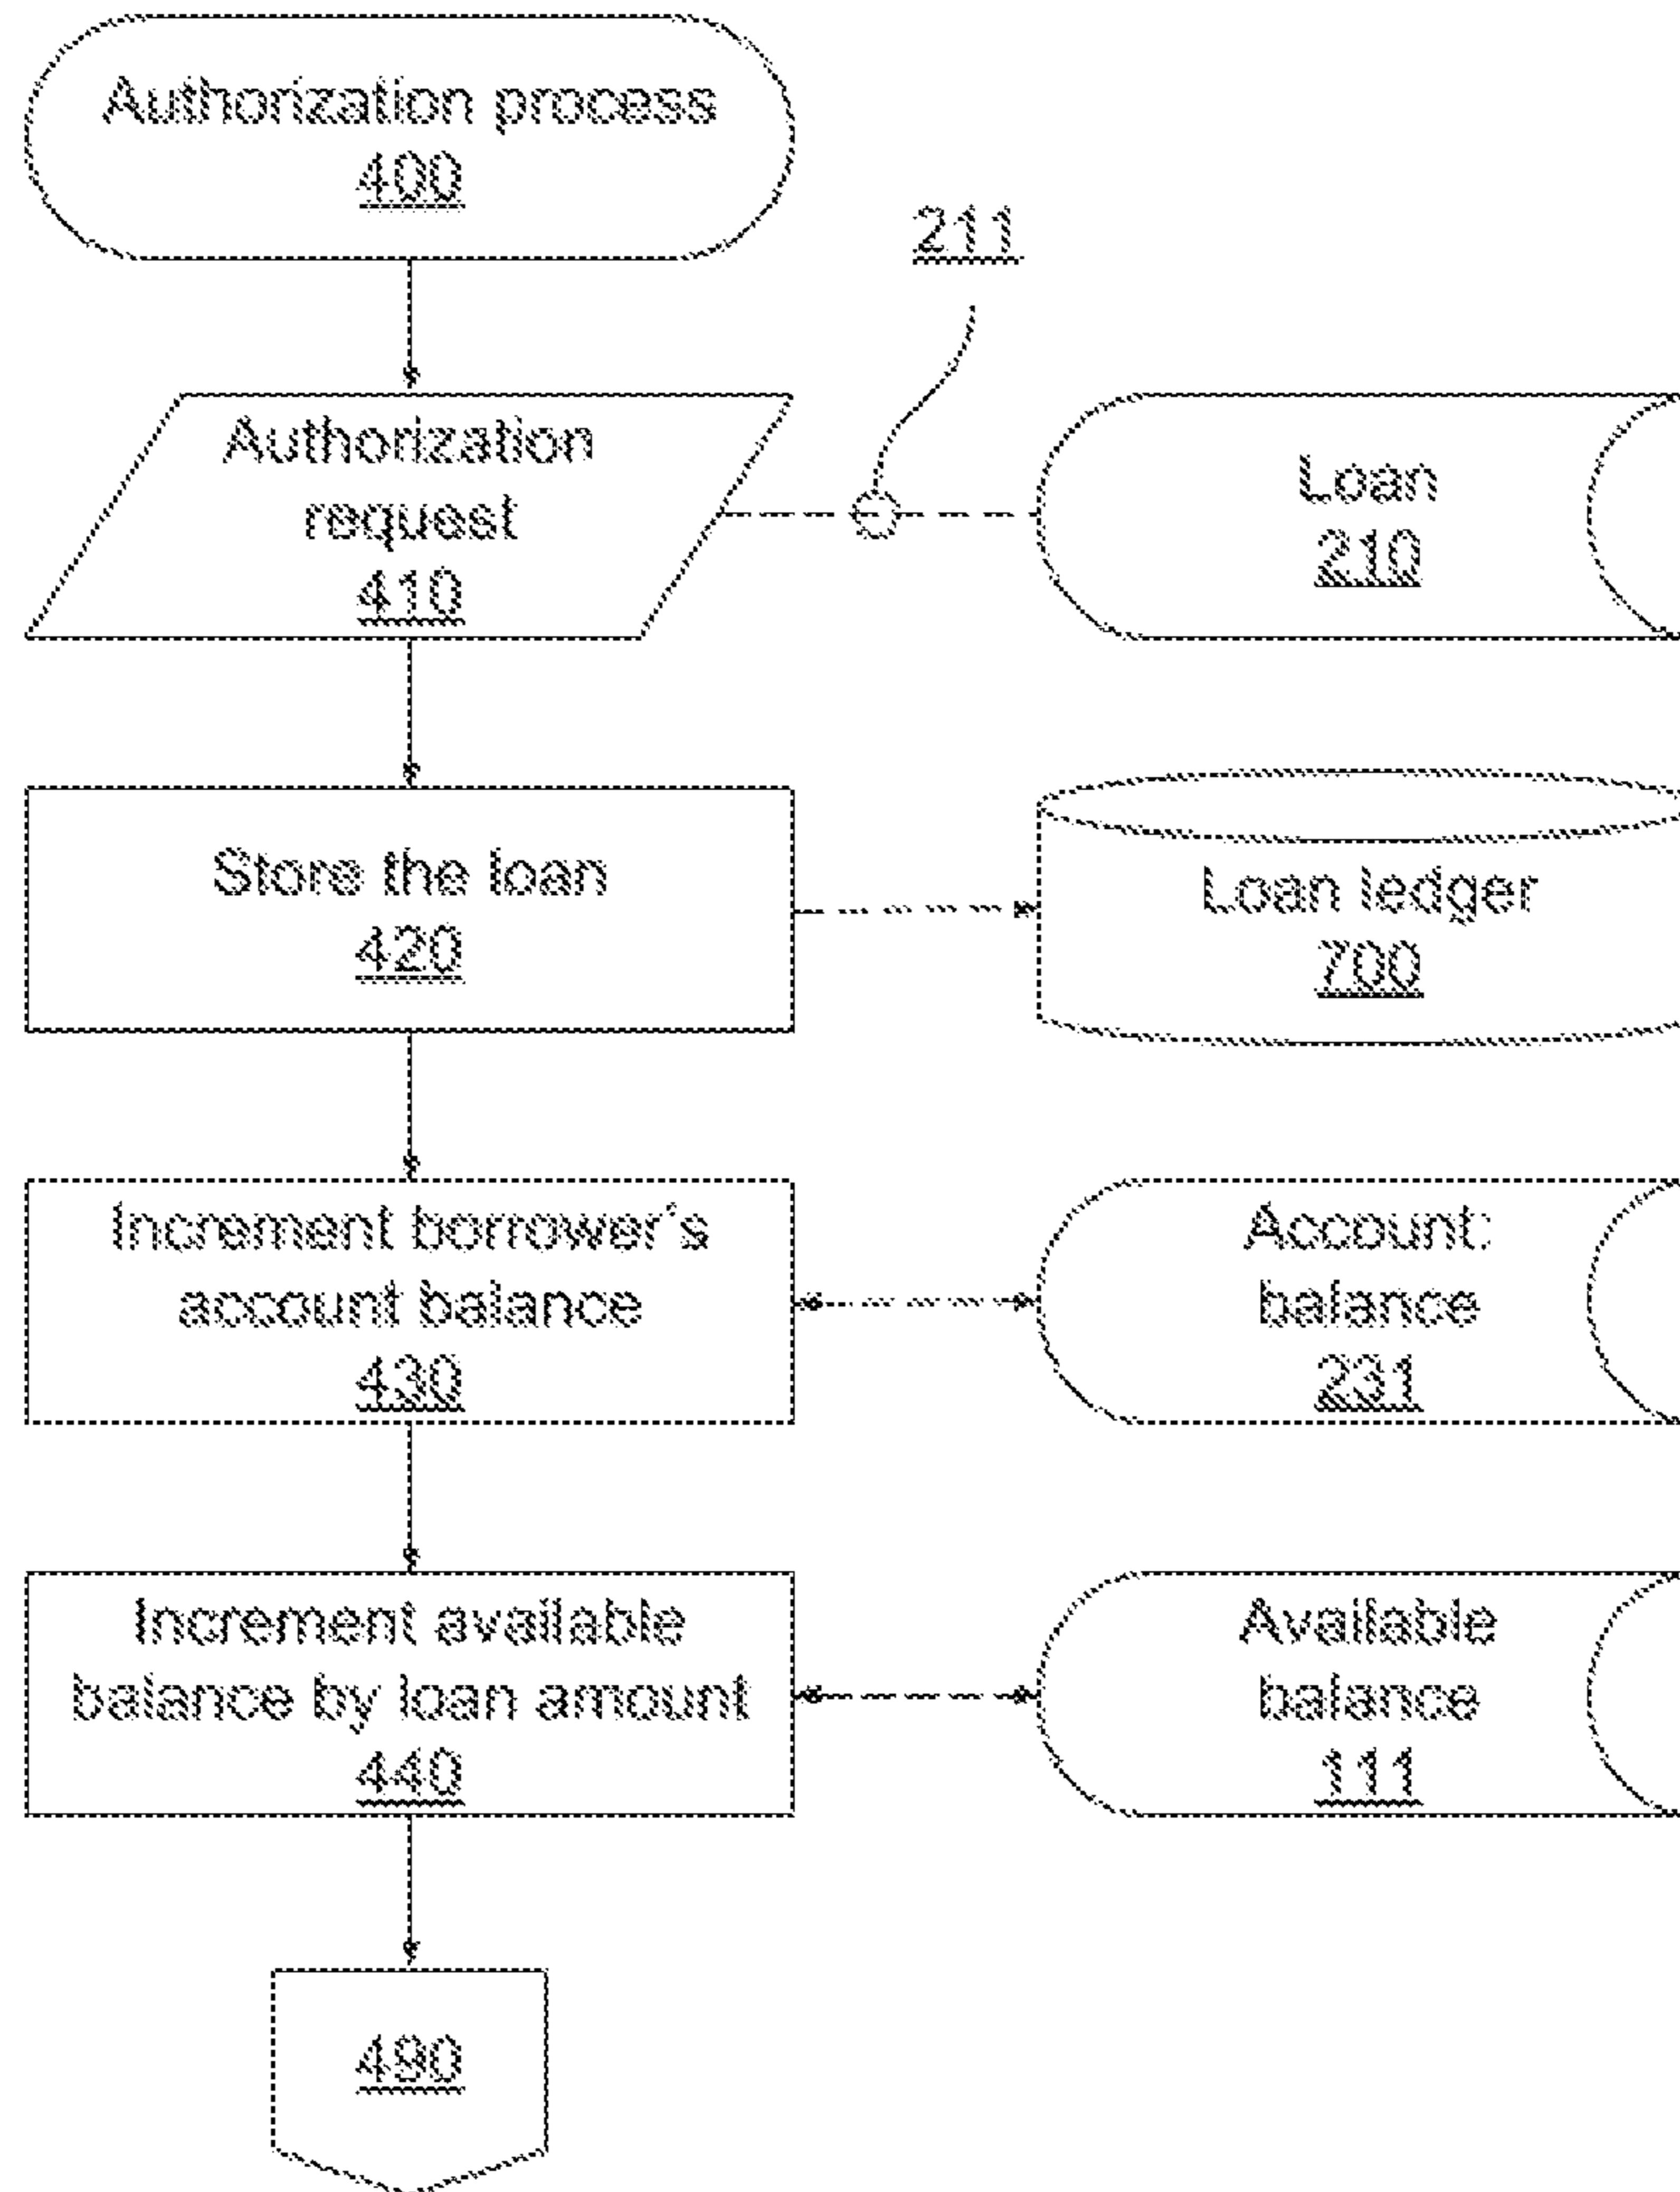 Authorization process
400
211
Authorization
request
410
Loan
210
Store the loan
420
Loan ledger
700
Increment borrower's
account balance
430
Account:
balance
231
Increment available
balance by loan amount
440
Available
balance
111
490